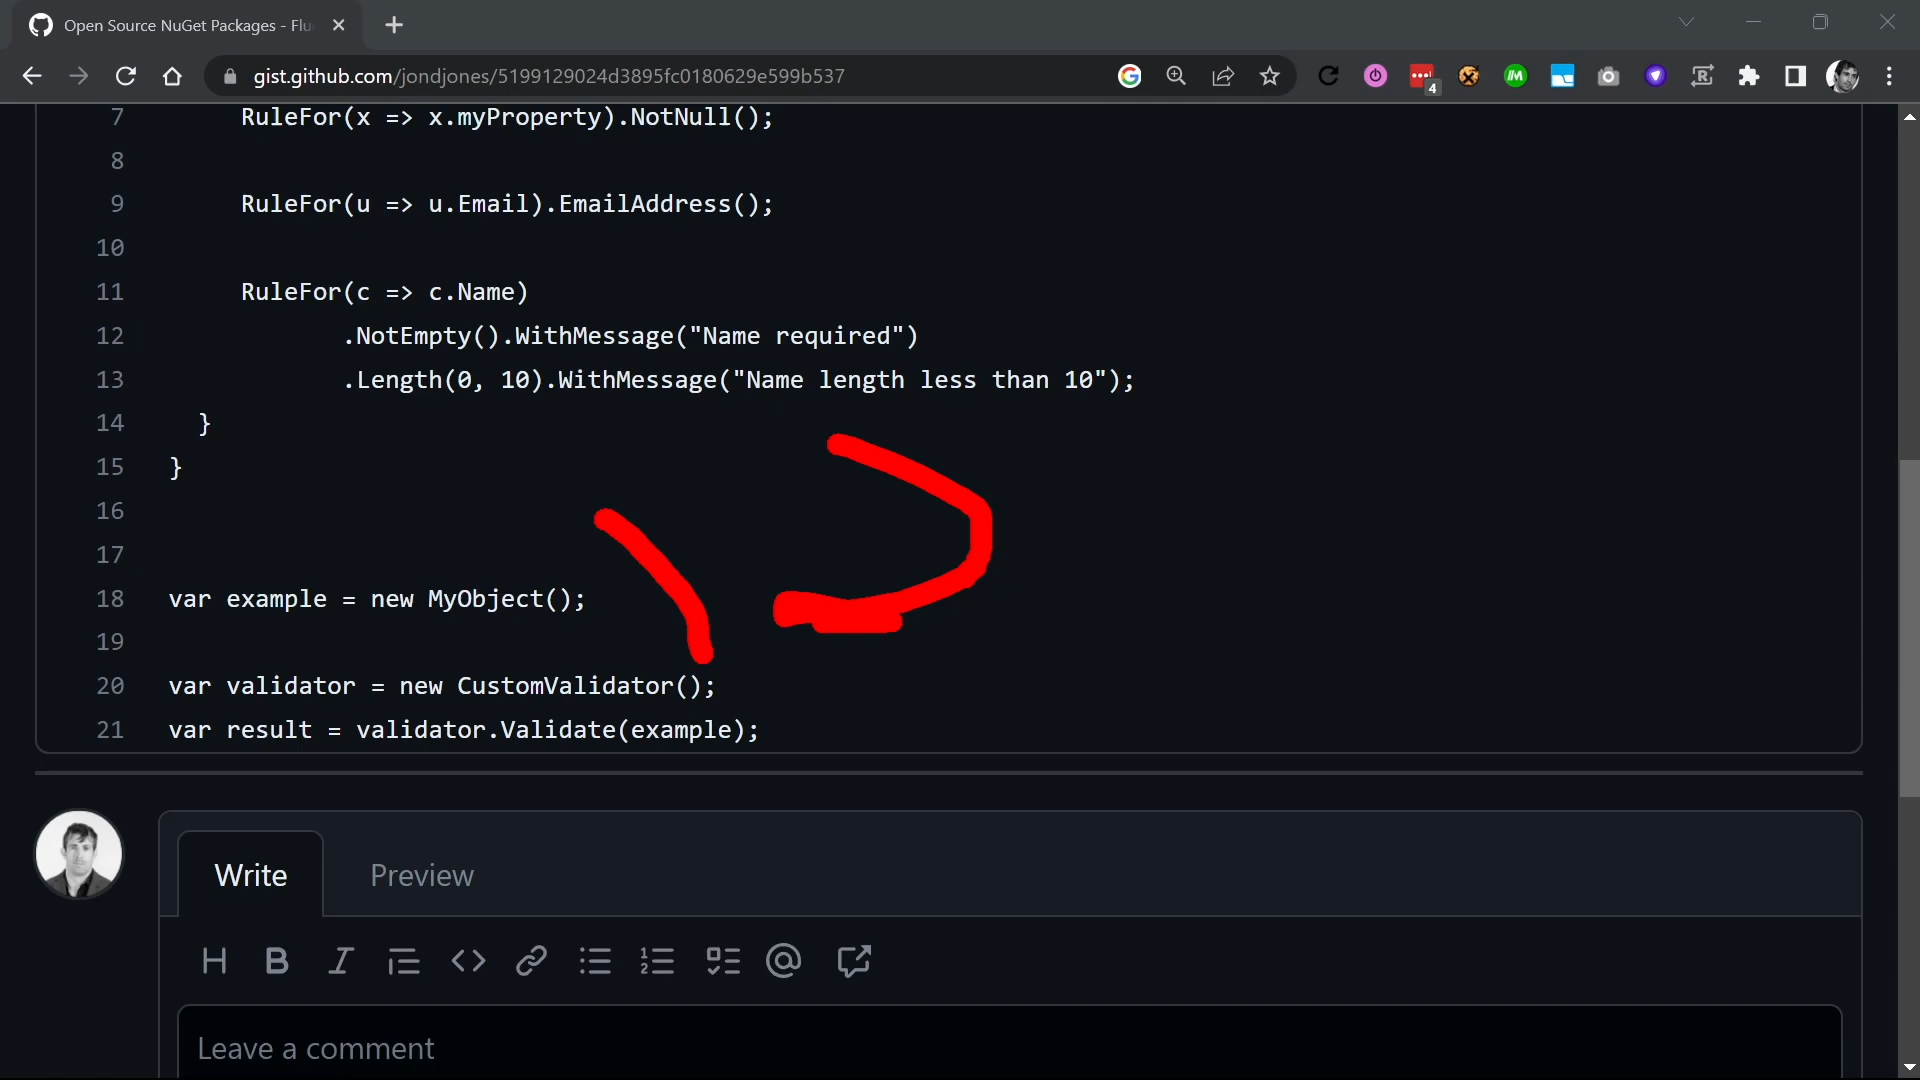 Open Source NuGet Packages - Flu
gist.github.com/jondjones/5199129024d3895fc0180629e599b537
4
7 RuleFor(x => x.myProperty).NotNull();
8
9 RuleFor(u => u.Email).EmailAddress();
10
11 RuleFor(c => c.Name)
12 .NotEmpty().WithMessage("Name required")
13 .Length(0, 10).WithMessage("Name length less than 10");
14 }
15 }
16
17
18 var example = new MyObject();
19
20 var validator = new CustomValidator();
21 var result = validator.Validate(example);
Write Preview
Leave a comment